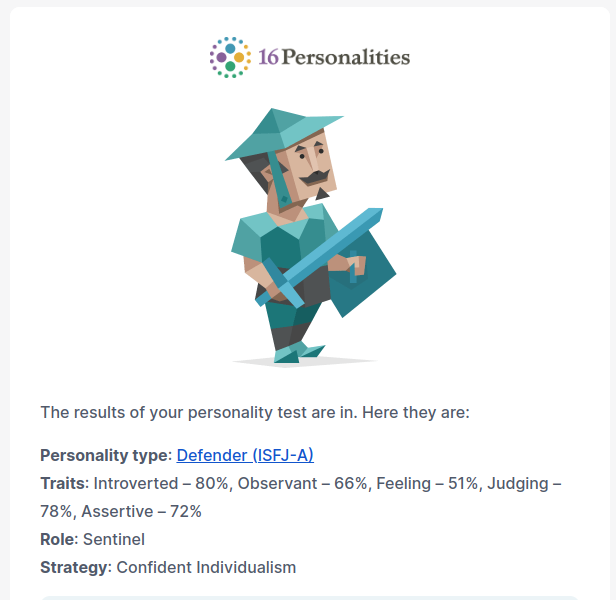 16Personalities
The results of your personality test are in. Here they are:
Personality type: Defender (ISFJ-A)
Traits: Introverted – 80%, Observant – 66%, Feeling – 51%, Judging –
78%, Assertive – 72%
Role: Sentinel
Strategy: Confident Individualism